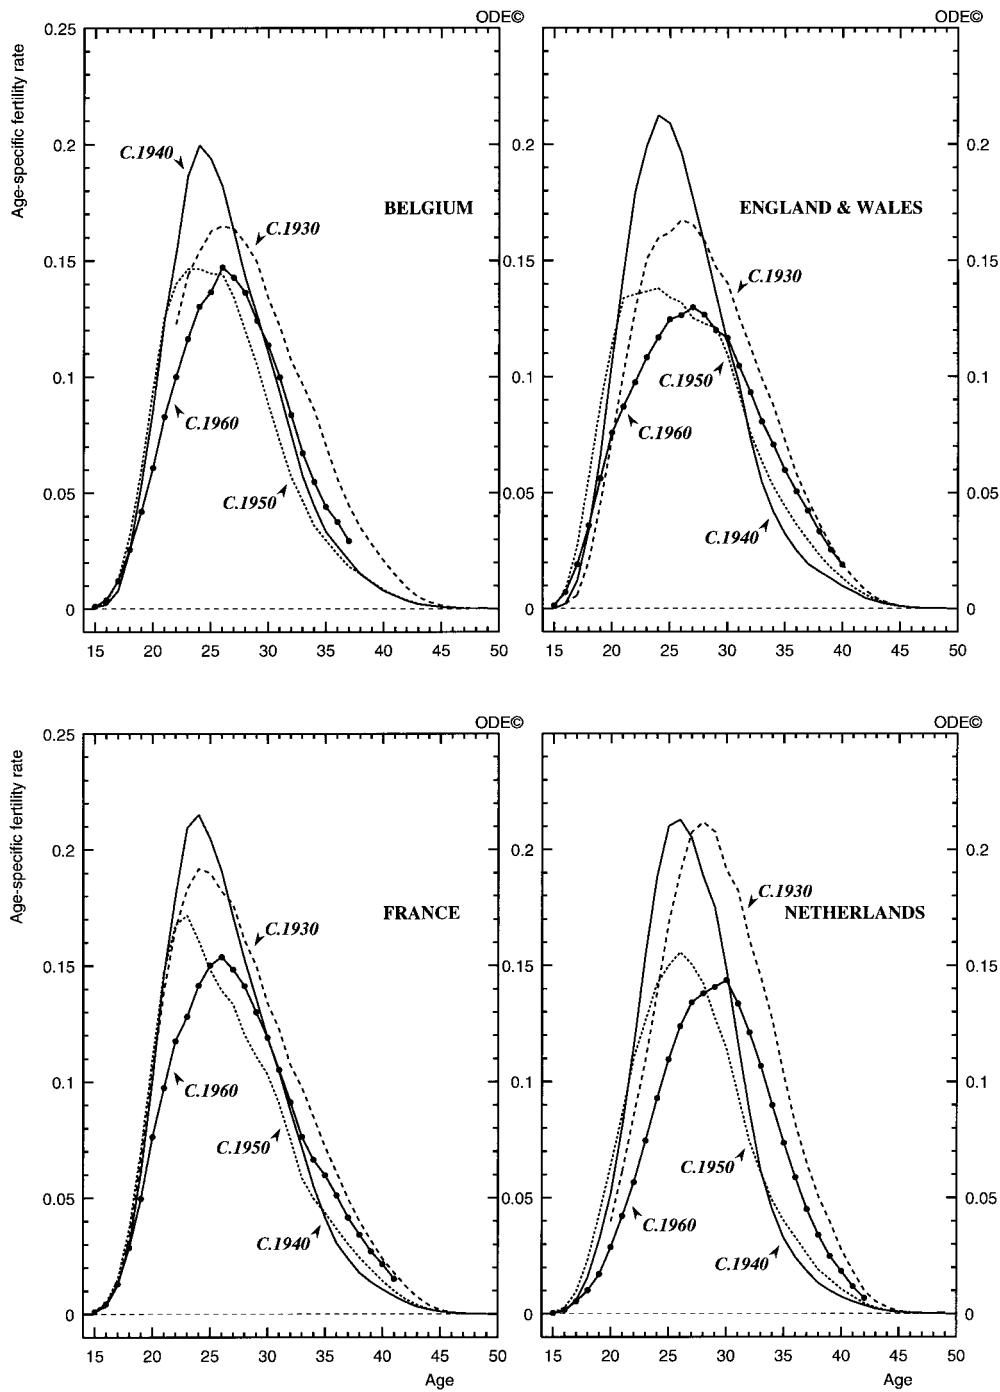 ODE©
ODE©
Age-specific fertility rate
0.25
0.2
0.15
0.1
0.05
0
C.1940
C.1930
BELGIUM
C.1960
C.1950
15 20 25 30 35 40 45 50
ENGLAND & WALES
C.1930
C.1950
C.1960
C.1940
0.2
0.15
0.1
0.05
0
0.2
0.15
0.1
0.05
0
15 20 25 30 35 40 45 50
ODE©
ODE©
Age-specific fertility rate
0.25
0.2
0.15
0.1
0.05
0
FRANCE
C.1930
C.1960
C.1950
C.1940
15 20 25 30 35 40 45 50
Age
C.1930
NETHERLANDS
C.1950
C.1960
C.1940
0.2
0.15
0.1
0.05
0
0.2
0.15
0.1
0.05
0
15 20 25 30 35 40 45 50
Age